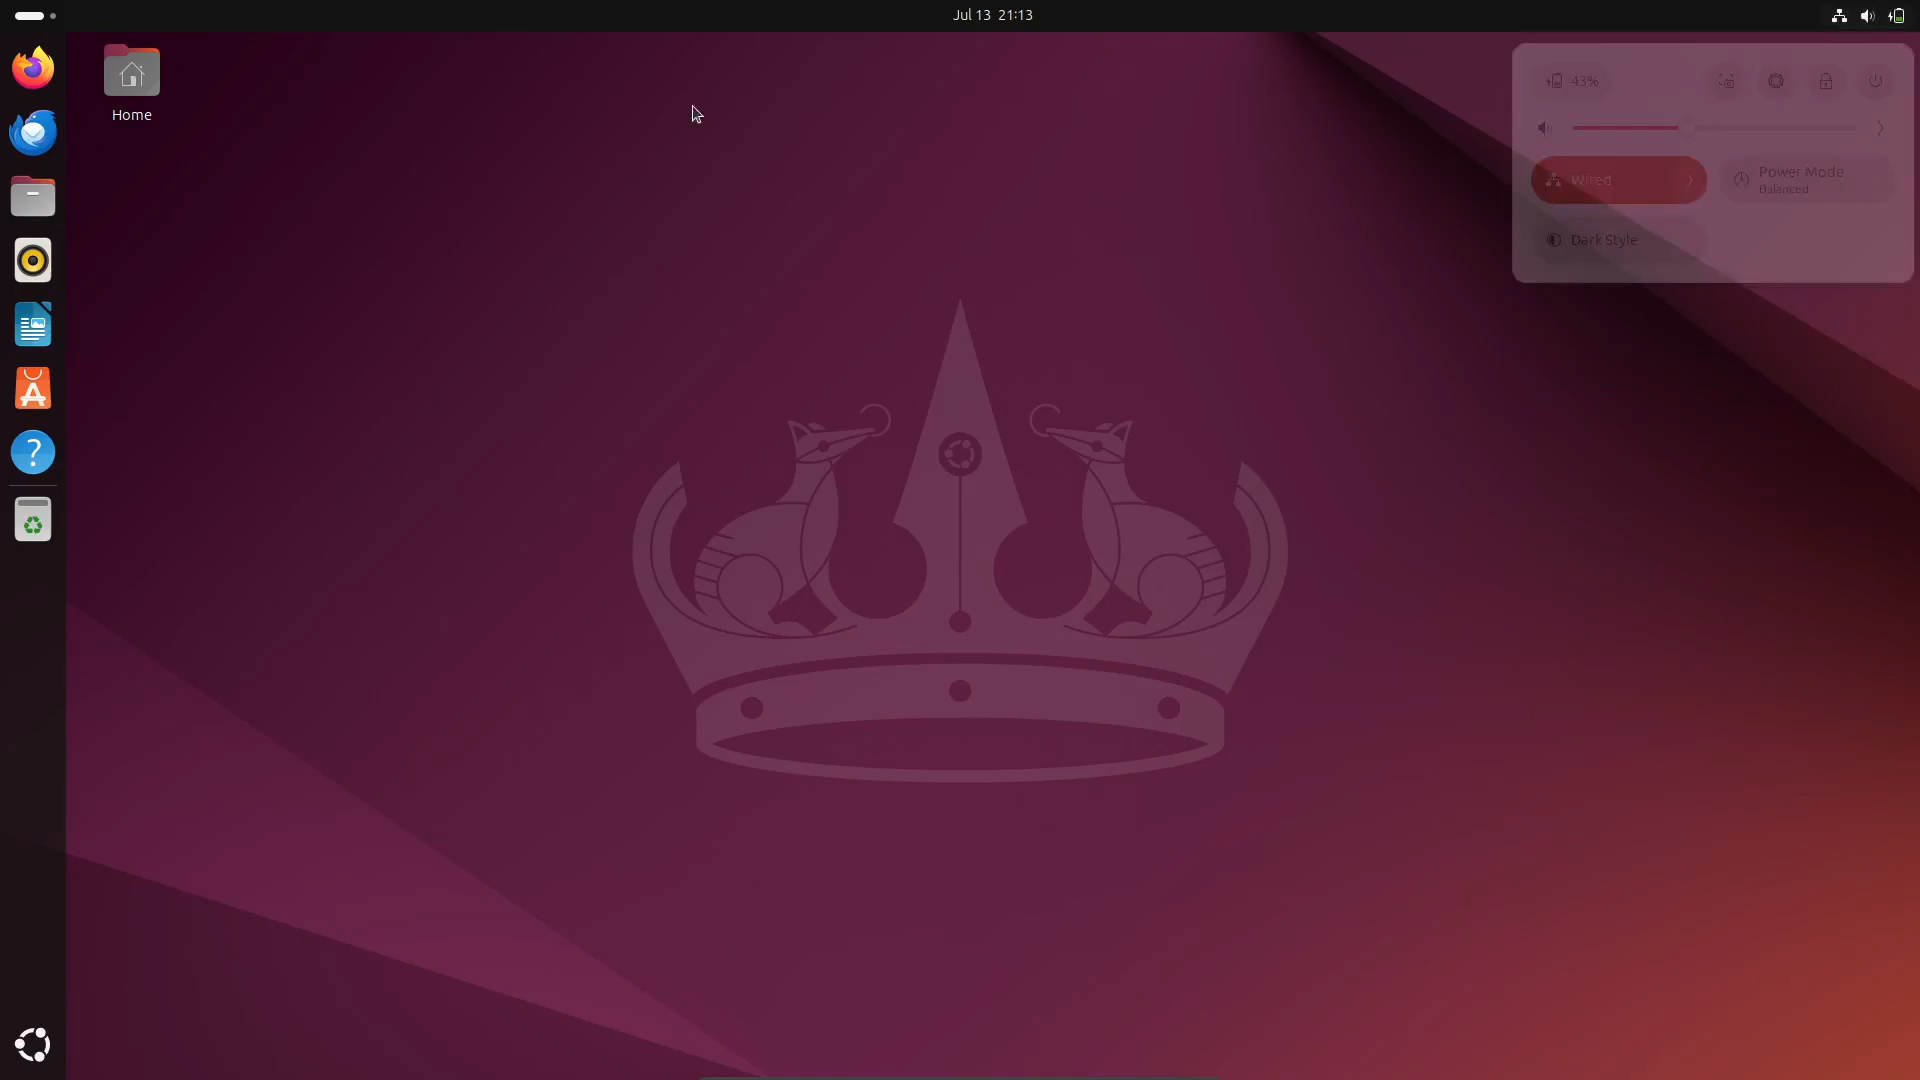 Jul 13 21:13
Home
43%
Wired
Power Mode
Balanced
Dark Style